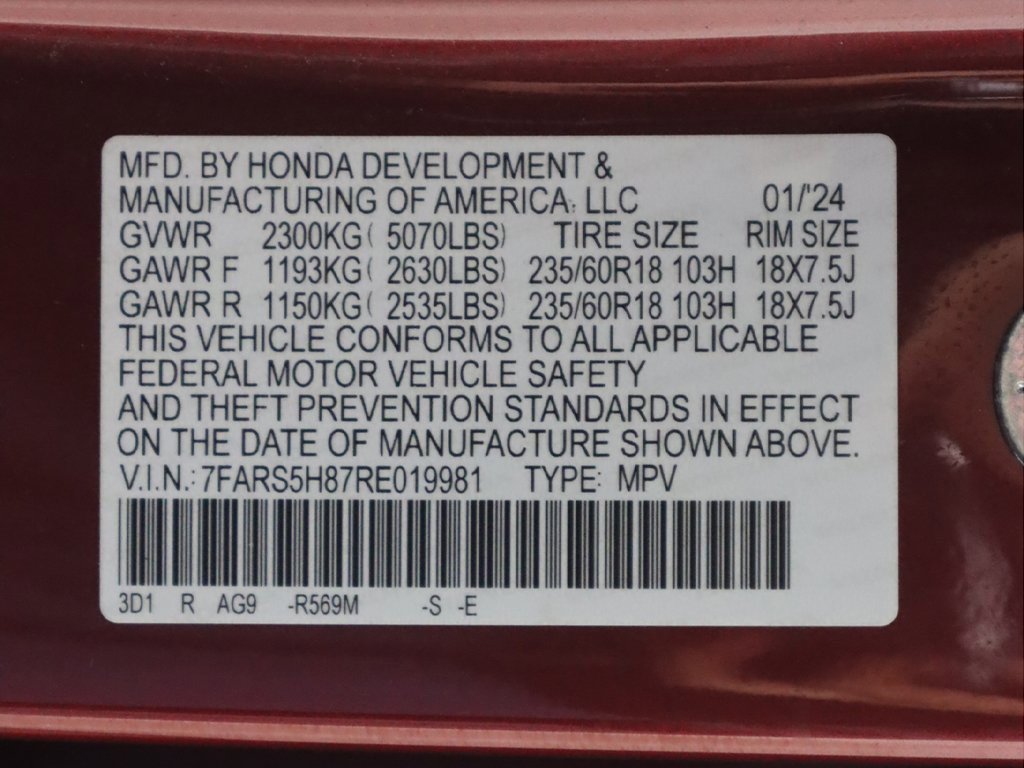 MFD. BY HONDA DEVELOPMENT &
MANUFACTURING OF AMERICA, LLC 01/'24
GVWR 2300KG( 5070LBS) TIRE SIZE RIM SIZE
GAWR F 1193KG( 2630LBS) 235/60R18 103H 18X7.5J
GAWR R 1150KG( 2535LBS) 235/60R18 103H 18X7.5J
THIS VEHICLE CONFORMS TO ALL APPLICABLE
FEDERAL MOTOR VEHICLE SAFETY
AND THEFT PREVENTION STANDARDS IN EFFECT
ON THE DATE OF MANUFACTURE SHOWN ABOVE.
V.I.N.: 7FARS5H87RE019981 TYPE: MPV
3D1 R AG9 -R569M -S -E